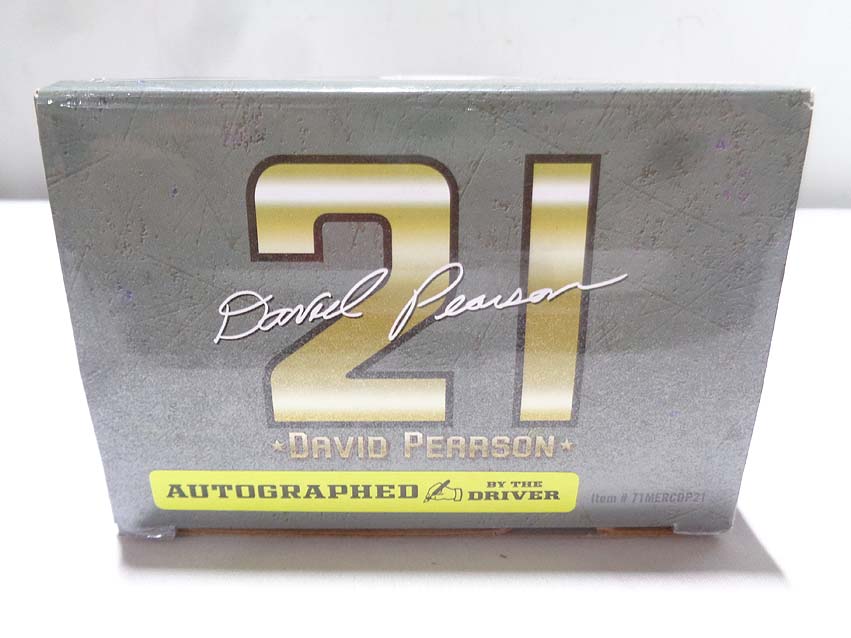 21
David Pearson
★DAVID PEARSON★
AUTOGRAPHED BY THE DRIVER
Item # 71MERCDP21